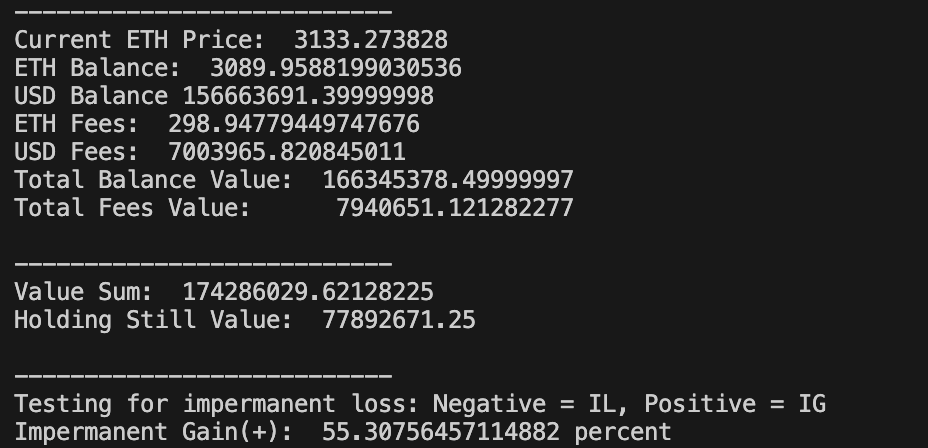 ---------------------------
Current ETH Price:  3133.273828
ETH Balance:  3089.9588199030536
USD Balance 156663691.39999998
ETH Fees:  298.94779449747676
USD Fees:  7003965.820845011
Total Balance Value:  166345378.49999997
Total Fees Value:      7940651.121282277
---------------------------
Value Sum:  174286029.62128225
Holding Still Value:  77892671.25
---------------------------
Testing for impermanent loss: Negative = IL, Positive = IG
Impermanent Gain(+):  55.30756457114882 percent